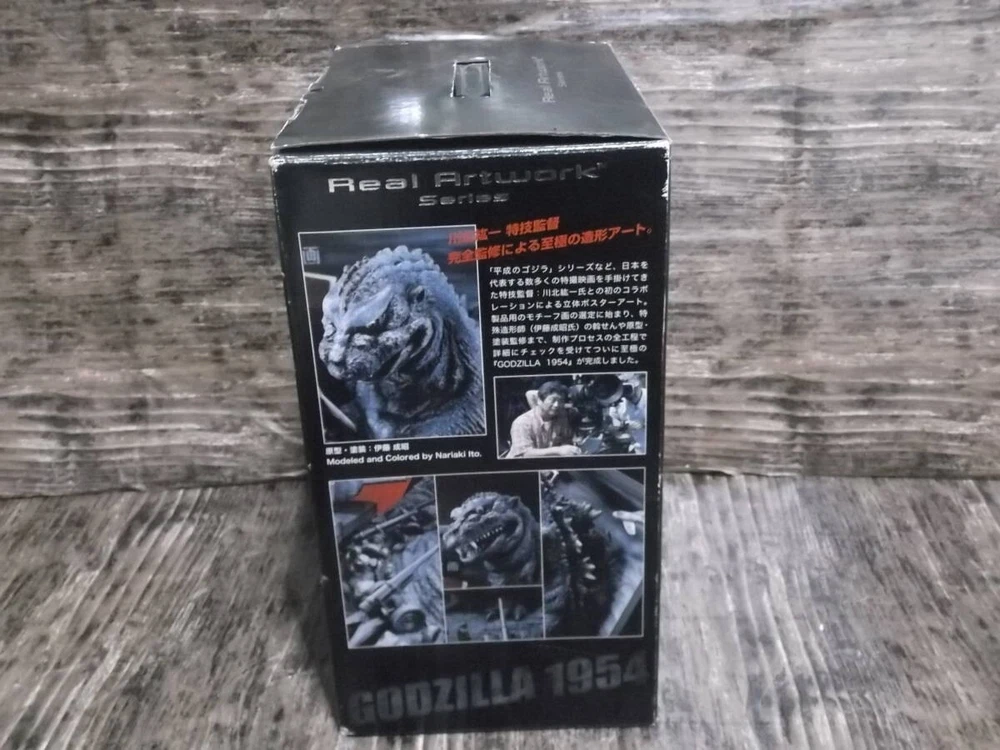 Real Artwork
Series
Real Artwork
Series
川北紘一 特技監督
完全監修による至極の造形アート。
画
「平成のゴジラ」シリーズなど、日本を
代表する数多くの特撮映画を手掛けてき
た特技監督:川北紘一氏との初のコラボ
レーションによる立体ポスターアート。
製品用のモチーフ画の選定に始まり、特
殊造形師(伊藤成昭氏)の斡せんや原型・
塗装監修まで、制作プロセスの全工程で
詳細にチェックを受けてついに至極の
『GODZILLA 1954』が完成しました。
原型・塗装:伊藤 成昭
Modeled and Colored by Nariaki Ito.
GODZILLA 1954